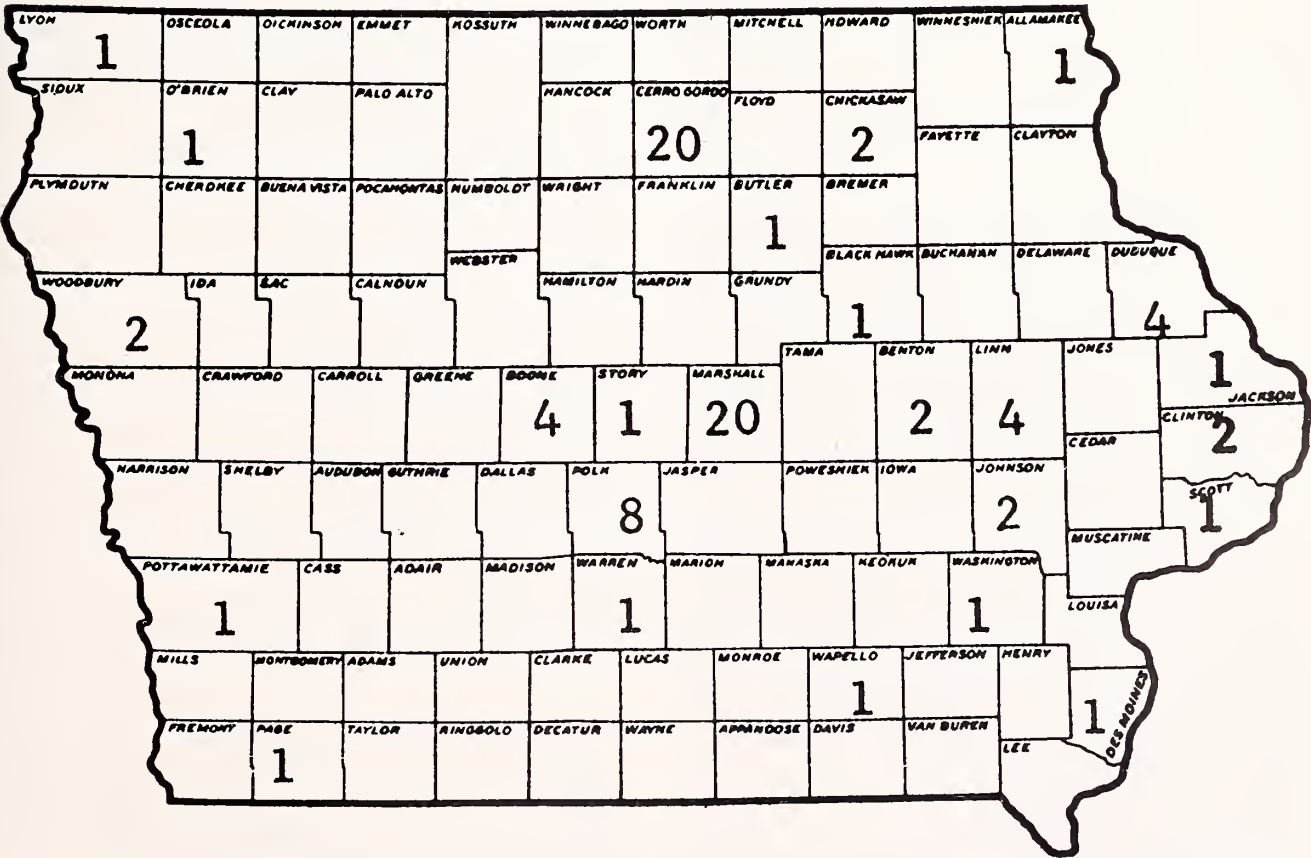 LYON OSCEOLA DICKINSON EMMET KOSSUTH WINNEBAGO WORTH MITCHELL HOWARD WINNESHIEK ALLAMAKEE
1 1
SIOUX O'BRIEN CLAY PALO ALTO HANCOCK CERRO GORDO FLOYD CHICKASAW
1 20 2
FAYETTE CLAYTON
PLYMOUTH CHEROKEE BUENA VISTA POCAHONTAS HUMBOLDT WRIGHT FRANKLIN BUTLER BREMER
1
WEBSTER BLACK HAWK BUCHANAN DELAWARE DUBUQUE
WOODBURY IDA SAC CALHOUN HAMILTON HARDIN GRUNDY
2 1 4
TAMA BENTON LINN JONES
MONONA CRAWFORD CARROLL GREENE BOONE STORY MARSHALL
4 1 20 2 4 1
JACKSON
CLINTON
2
CEDAR
HARRISON SHELBY AUDUBON GUTHRIE DALLAS POLK JASPER POWESHIEK IOWA JOHNSON
SCOTT
8 2 1
MUSCATINE
POTTAWATTAMIE CASS ADAIR MADISON WARREN MARION MAHASKA KEOKUK WASHINGTON
LOUISA
1 1 1
MILLS MONTGOMERY ADAMS UNION CLARKE LUCAS MONROE WAPELLO JEFFERSON HENRY
1 1 DES MOINES
FREMONT PAGE TAYLOR RINGGOLD DECATUR WAYNE APPANOOSE DAVIS VAN BUREN
LEE
1